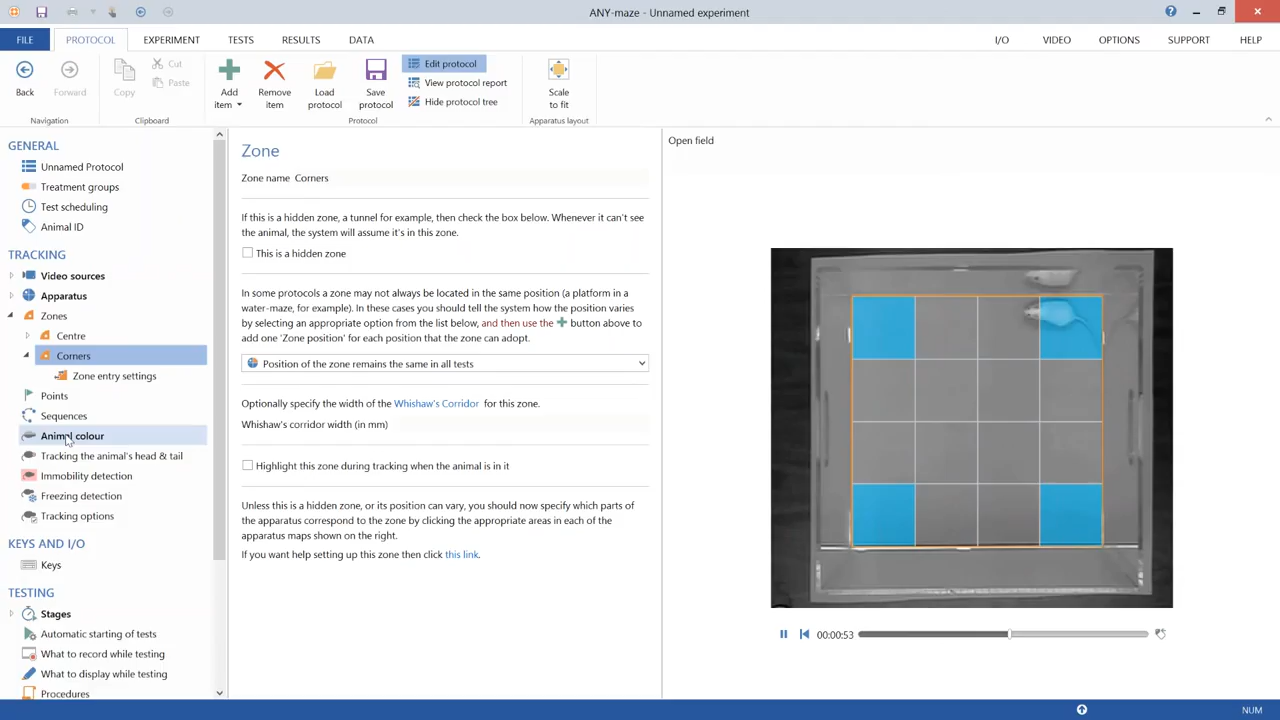 ANY-maze - Unnamed experiment
FILE PROTOCOL EXPERIMENT TESTS RESULTS DATA I/O VIDEO OPTIONS SUPPORT HELP
Back Forward Copy Cut Paste Add item Remove item Load protocol Save protocol Edit protocol View protocol report Hide protocol tree Scale to fit
Navigation Clipboard Protocol Apparatus layout
GENERAL
Unnamed Protocol
Treatment groups
Test scheduling
Animal ID
TRACKING
Video sources
Apparatus
Zones
Centre
Corners
Zone entry settings
Points
Sequences
Animal colour
Tracking the animal's head & tail
Immobility detection
Freezing detection
Tracking options
KEYS AND I/O
Keys
TESTING
Stages
Automatic starting of tests
What to record while testing
What to display while testing
Procedures
Zone
Zone name Corners
If this is a hidden zone, a tunnel for example, then check the box below. Whenever it can't see
the animal, the system will assume it's in this zone.
This is a hidden zone
In some protocols a zone may not always be located in the same position (a platform in a
water-maze, for example). In these cases you should tell the system how the position varies
by selecting an appropriate option from the list below, and then use the + button above to
add one 'Zone position' for each position that the zone can adopt.
Position of the zone remains the same in all tests
Optionally specify the width of the Whishaw's Corridor for this zone.
Whishaw's corridor width (in mm)
Highlight this zone during tracking when the animal is in it
Unless this is a hidden zone, or its position can vary, you should now specify which parts of
the apparatus correspond to the zone by clicking the appropriate areas in each of the
apparatus maps shown on the right.
If you want help setting up this zone then click this link.
Open field
00:00:53
NUM